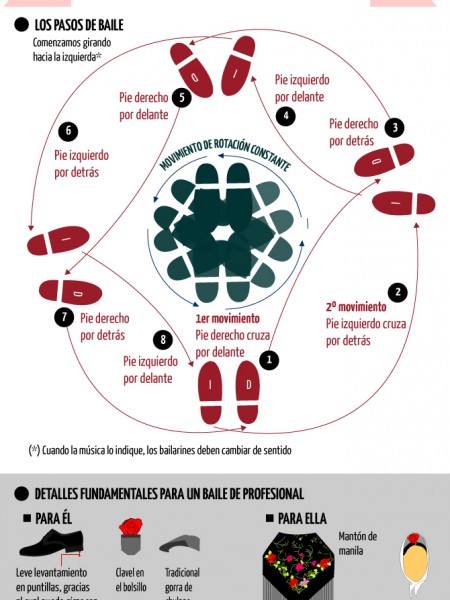 LOS PASOS DE BAILE
Comenzamos girando
hacia la izquierda*
O
I
Pie izquierdo
por delante
4
5
Pie derecho
por delante
Pie derecho
por detrás
3
6
Pie izquierdo
por detrás
MOVIMIENTO DE ROTACIÓN CONSTANTE
D
I
I
D
2
2º movimiento
Pie izquierdo cruza
por detrás
1er movimiento
Pie derecho cruza
por delante
1
7
Pie derecho
por detrás
8
Pie izquierdo
por delante
I
D
(*) Cuando la música lo indique, los bailarines deben cambiar de sentido
DETALLES FUNDAMENTALES PARA UN BAILE DE PROFESIONAL
PARA ÉL
PARA ELLA
Mantón de
manila
Leve levantamiento
en puntillas, gracias
Clavel en
el bolsillo
Tradicional
gorra de